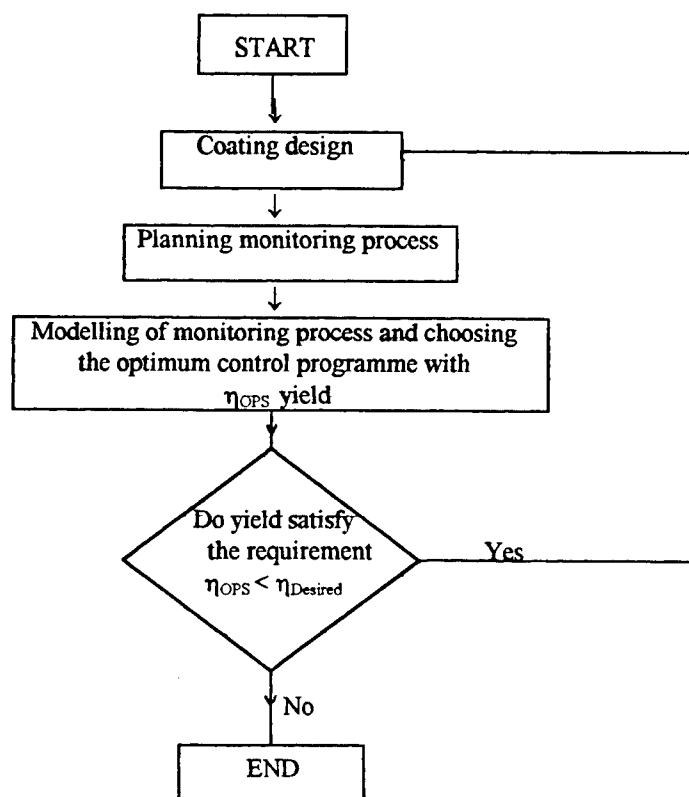 START
Coating design
Planning monitoring process
Modelling of monitoring process and choosing
the optimum control programme with
ηOPS yield
Do yield satisfy
the requirement
ηOPS < ηDesired
Yes
No
END